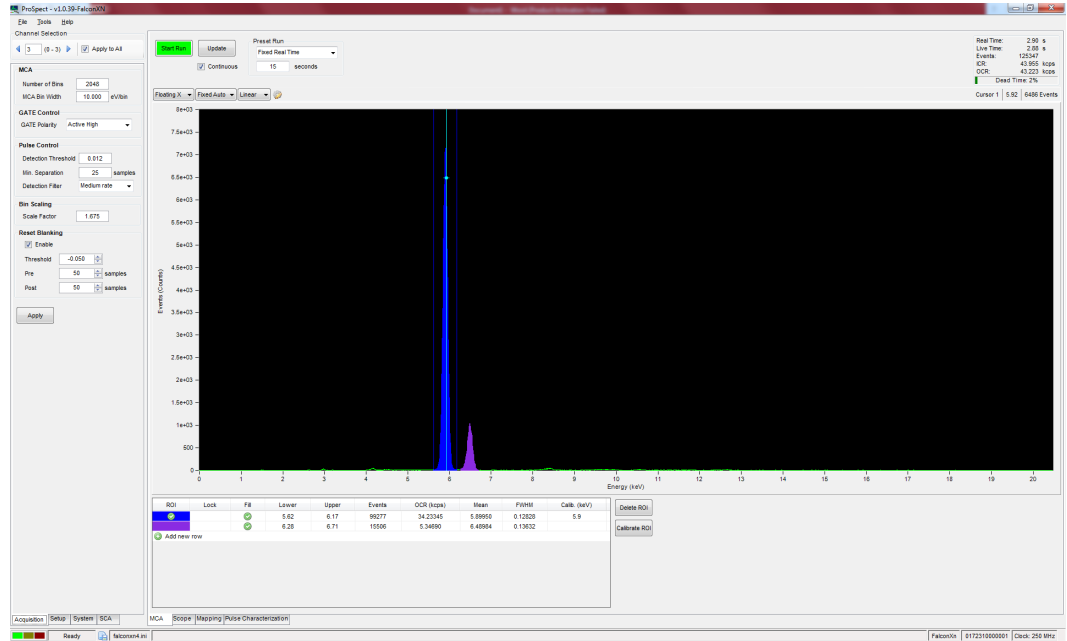 ProSpect - v1.0.39-FalconXN
File Tools Help
Channel Selection
3 (0 - 3) Apply to All
MCA
Number of Bins 2048
MCA Bin Width 10.000 eV/bin
GATE Control
GATE Polarity Active High
Pulse Control
Detection Threshold 0.012
Min. Separation 25 samples
Detection Filter Medium rate
Bin Scaling
Scale Factor 1.675
Reset Blanking
Enable
Threshold -0.050
Pre 50 samples
Post 50 samples
Apply
Start Run Update
Continuous
Preset Run
Fixed Real Time
15 seconds
Real Time: 2.90 s
Live Time: 2.88 s
Events: 125347
ICR: 43.955 kcps
OCR: 43.223 kcps
Dead Time: 2%
Floating X Fixed Auto Linear
Cursor 1 5.92 6486 Events
Events (Counts)
8e+03
7.5e+03
7e+03
6.5e+03
6e+03
5.5e+03
5e+03
4.5e+03
4e+03
3.5e+03
3e+03
2.5e+03
2e+03
1.5e+03
1e+03
500
0
0 1 2 3 4 5 6 7 8 9 10 11 12 13 14 15 16 17 18 19 20
Energy (keV)
ROI Lock Fill Lower Upper Events OCR (kcps) Mean FWHM Calib. (keV)
5.62 6.17 99277 34.23345 5.89950 0.12828 5.9
6.28 6.71 15506 5.34690 6.48984 0.13632
Add new row
Delete ROI
Calibrate ROI
Acquisition Setup System SCA
MCA Scope Mapping Pulse Characterization
Ready falconxn4.ini FalconXn 0172310000001 Clock: 250 MHz